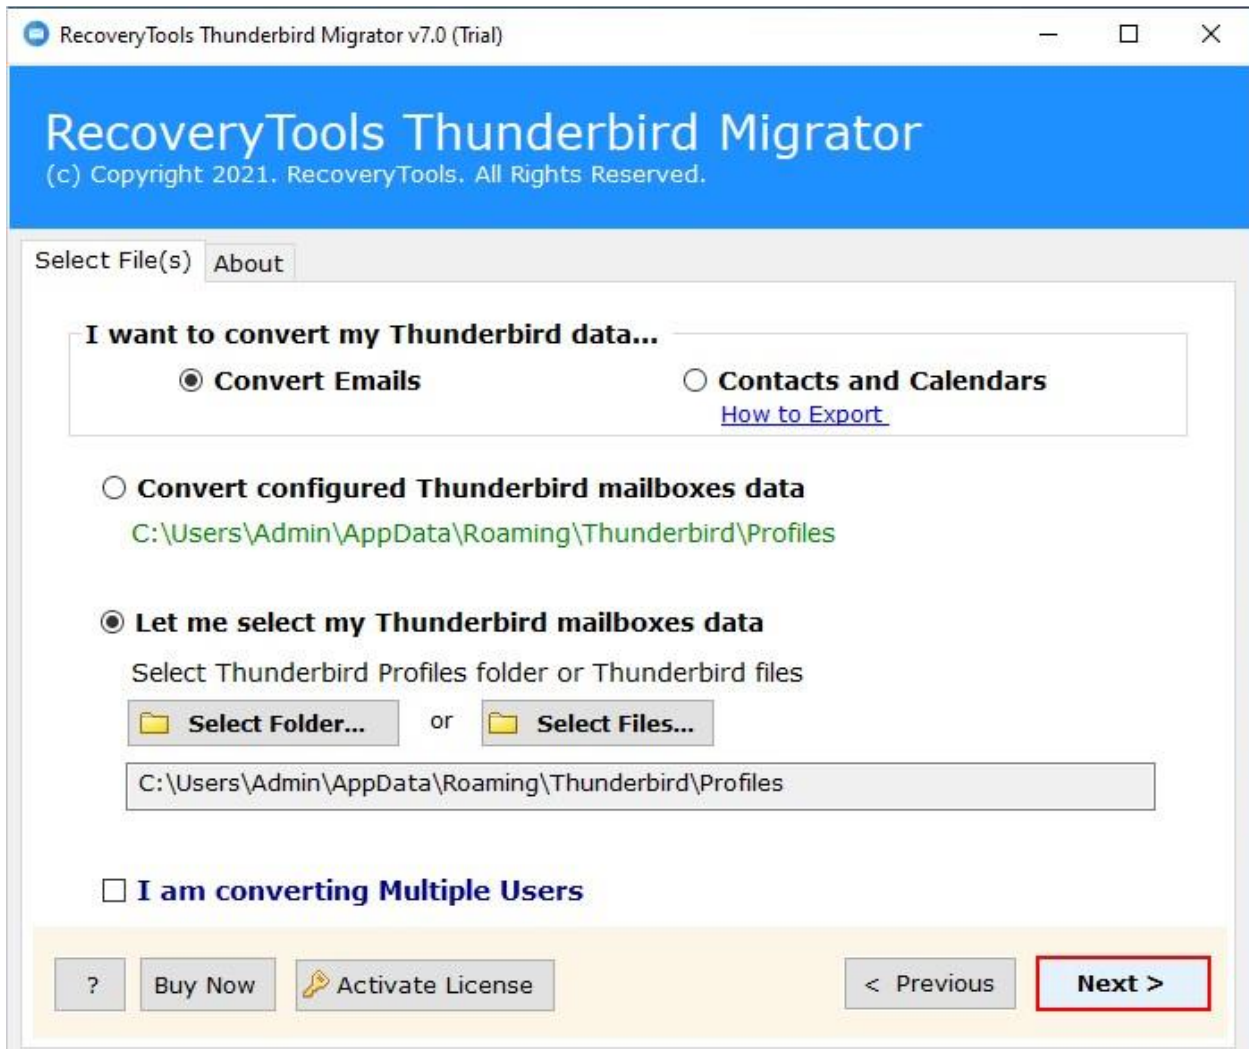 RecoveryTools Thunderbird Migrator v7.0 (Trial)
RecoveryTools Thunderbird Migrator
(c) Copyright 2021. RecoveryTools. All Rights Reserved.
Select File(s) About
I want to convert my Thunderbird data...
Convert Emails Contacts and Calendars
How to Export
Convert configured Thunderbird mailboxes data
C:\Users\Admin\AppData\Roaming\Thunderbird\Profiles
Let me select my Thunderbird mailboxes data
Select Thunderbird Profiles folder or Thunderbird files
Select Folder... or Select Files...
C:\Users\Admin\AppData\Roaming\Thunderbird\Profiles
I am converting Multiple Users
? Buy Now Activate License < Previous Next >